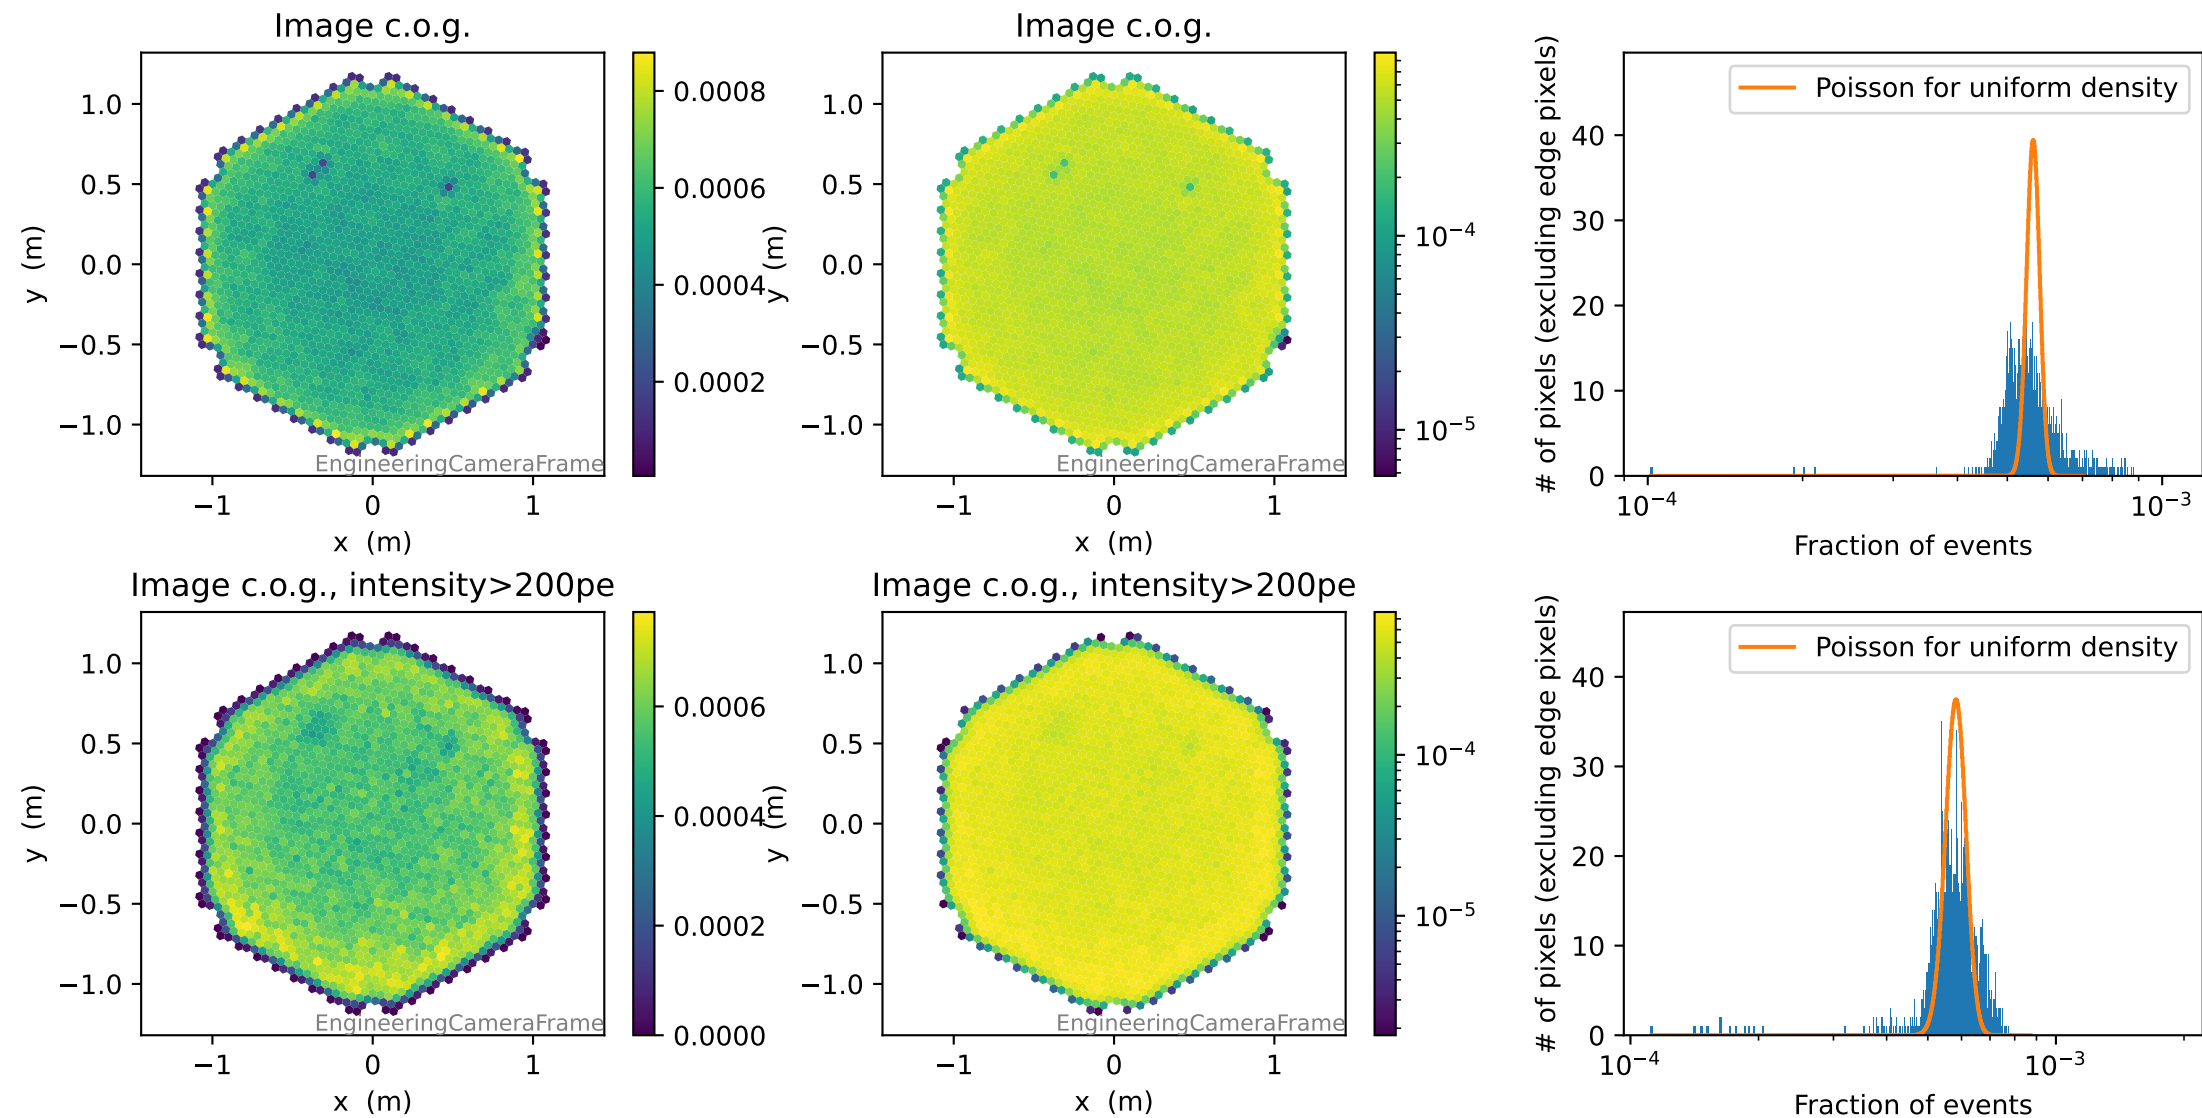 Image c.o.g.
1.0
0.5
0.0
−0.5
−1.0
y (m)
−1
0
1
x (m)
EngineeringCameraFrame
0.0008
0.0006
0.0004
0.0002
Image c.o.g.
1.0
0.5
0.0
−0.5
−1.0
y (m)
−1
0
1
x (m)
EngineeringCameraFrame
10⁻⁴
10⁻⁵
Poisson for uniform density
# of pixels (excluding edge pixels)
40
30
20
10
0
10⁻⁴
10⁻³
Fraction of events
Image c.o.g., intensity>200pe
1.0
0.5
0.0
−0.5
−1.0
y (m)
−1
0
1
x (m)
EngineeringCameraFrame
0.0006
0.0004
0.0002
0.0000
Image c.o.g., intensity>200pe
1.0
0.5
0.0
−0.5
−1.0
y (m)
−1
0
1
x (m)
EngineeringCameraFrame
10⁻⁴
10⁻⁵
Poisson for uniform density
# of pixels (excluding edge pixels)
40
30
20
10
0
10⁻⁴
10⁻³
Fraction of events